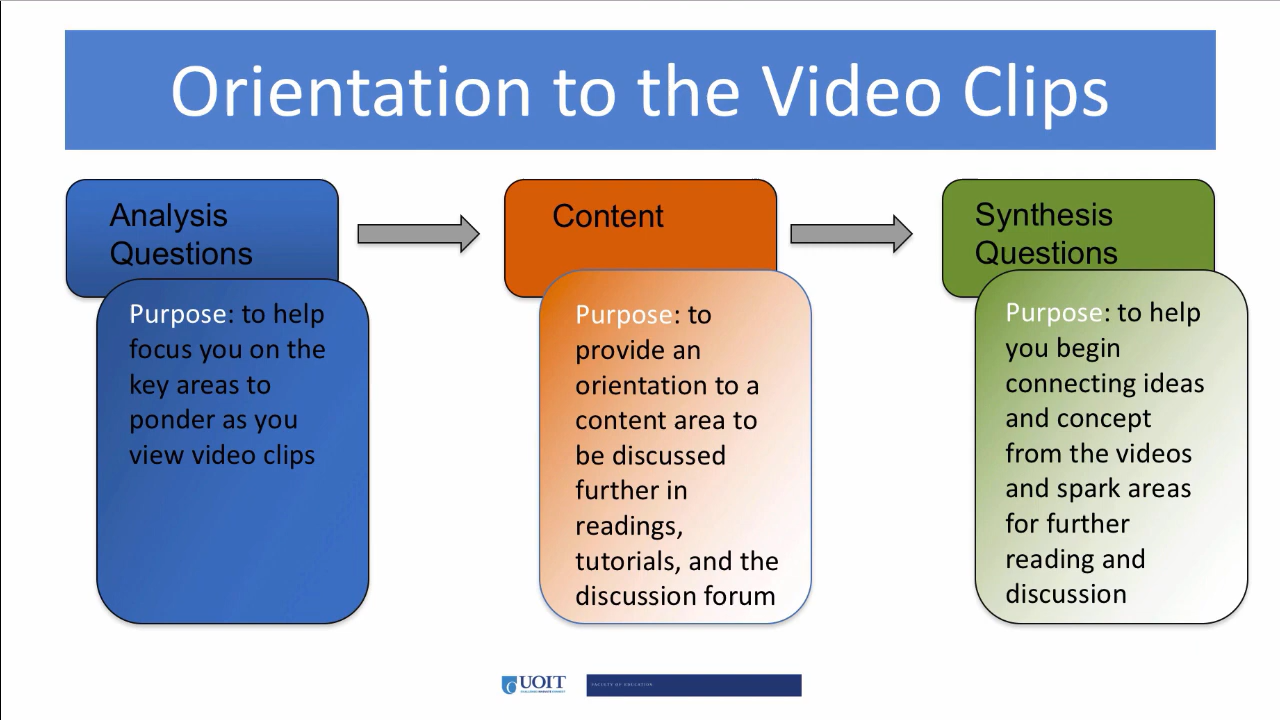 Orientation to the Video Clips
Analysis
Questions
Purpose: to help
focus you on the
key areas to
ponder as you
view video clips
Content
Purpose: to
provide an
orientation to a
content area to
be discussed
further in
readings,
tutorials, and the
discussion forum
Synthesis
Questions
Purpose: to help
you begin
connecting ideas
and concept
from the videos
and spark areas
for further
reading and
discussion
UOIT
FACULTY OF EDUCATION